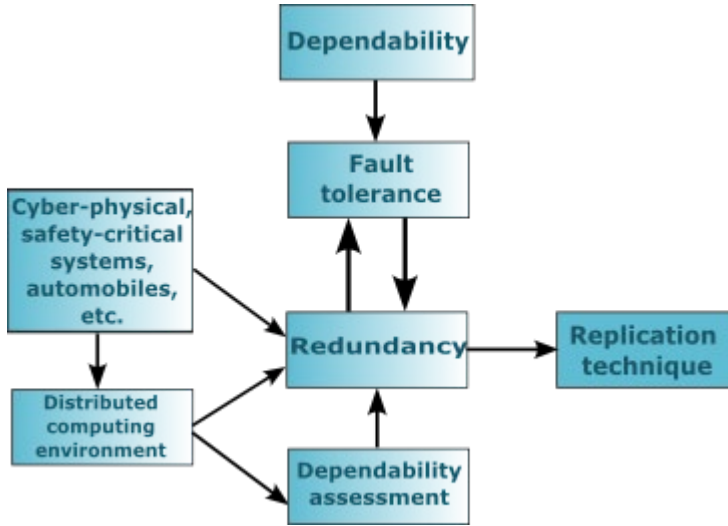 Dependability
Fault
tolerance
Cyber-physical,
safety-critical
systems,
automobiles,
etc.
Redundancy
Replication
technique
Distributed
computing
environment
Dependability
assessment